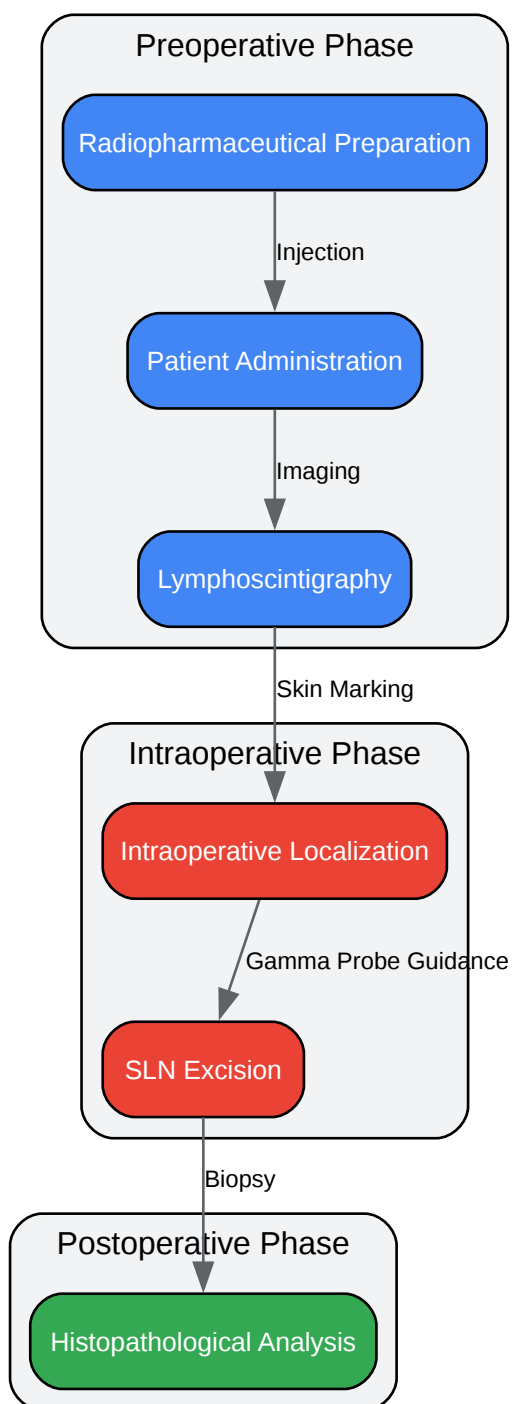 Preoperative Phase
Radiopharmaceutical Preparation
Injection
Patient Administration
Imaging
Lymphoscintigraphy
Skin Marking
Intraoperative Phase
Intraoperative Localization
Gamma Probe Guidance
SLN Excision
Biopsy
Postoperative Phase
Histopathological Analysis